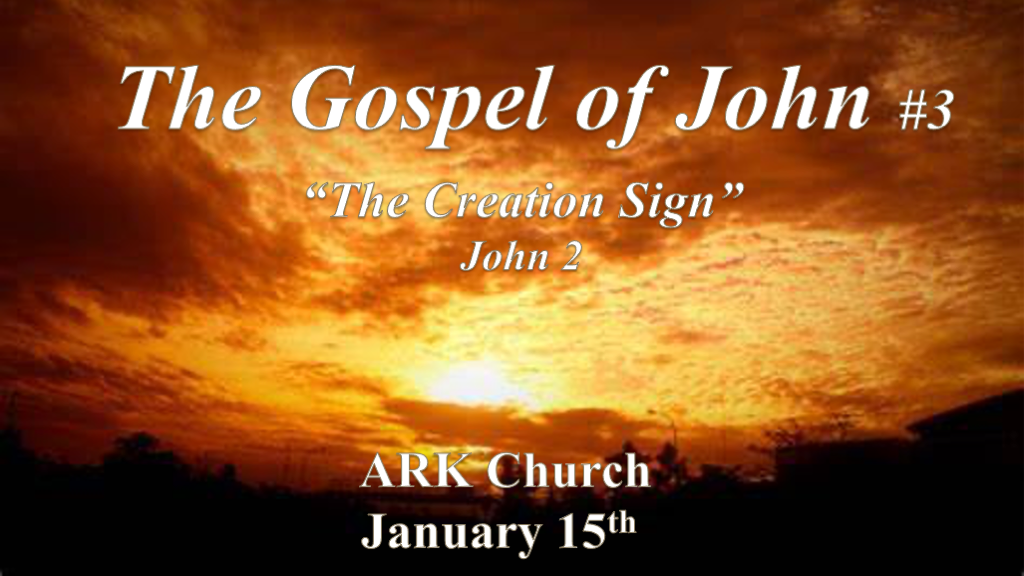 The Gospel of John #3
“The Creation Sign”
John 2
ARK Church
January 15th